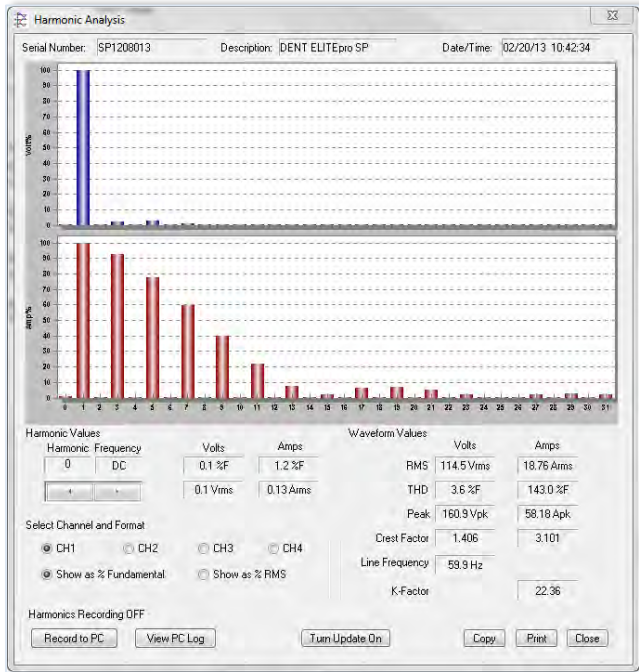 Harmonic Analysis
Serial Number: SP1208013 Description: DENT ELITEpro SP Date/Time: 02/20/13 10:42:34
Volt%
100
90
80
70
60
50
40
30
20
10
0
amp%
100
90
80
70
60
50
40
30
20
10
0
0 1 2 3 4 5 6 7 8 9 10 11 12 13 14 15 16 17 18 19 20 21 22 23 24 25 26 27 28 29 30 31
Harmonic Values
Harmonic Frequency Volts Amps
0 DC 0.1 %F 1.2 %F
0.1 Vrms 0.13 Arms
Select Channel and Format
CH1 CH2 CH3 CH4
Show as % Fundamental Show as % RMS
Waveform Values
Volts Amps
RMS 114.5 Vrms 18.76 Arms
THD 3.6 %F 143.0 %F
Peak 160.9 Vpk 58.18 Apk
Crest Factor 1.406 3.101
Line Frequency 59.9 Hz
K-Factor 22.36
Harmonics Recording OFF
Record to PC View PC Log Turn Update On Copy Print Close